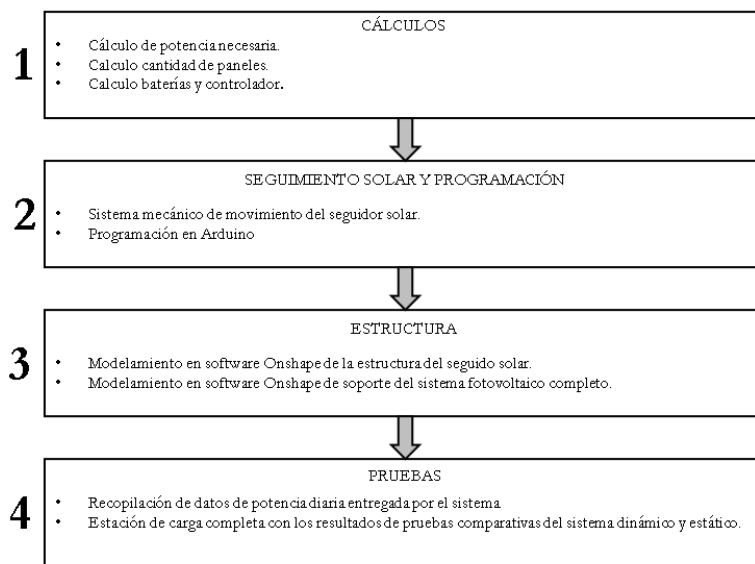 CÁLCULOS
1
• Cálculo de potencia necesaria.
• Calculo cantidad de paneles.
• Calculo baterías y controlador.
SEGUIMIENTO SOLAR Y PROGRAMACIÓN
2
• Sistema mecánico de movimiento del seguidor solar.
• Programación en Arduino
ESTRUCTURA
3
• Modelamiento en software Onshape de la estructura del seguido solar.
• Modelamiento en software Onshape de soporte del sistema fotovoltaico completo.
PRUEBAS
4
• Recopilación de datos de potencia diaria entregada por el sistema
• Estación de carga completa con los resultados de pruebas comparativas del sistema dinámico y estático.